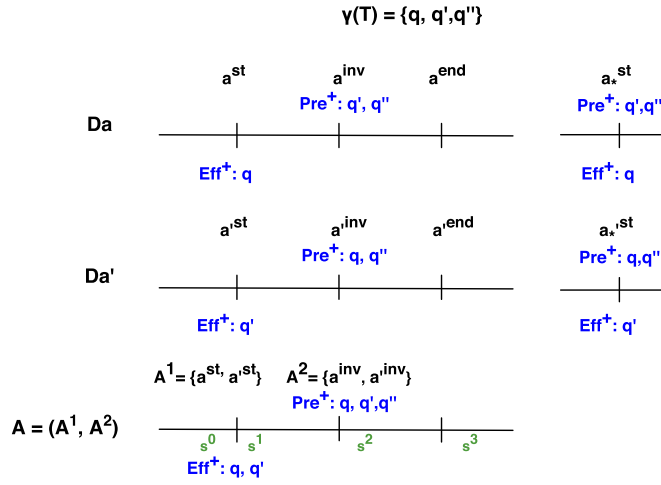 γ(T) = {q, q',q''}
a^st a^inv a^end a*^st
Pre^+: q', q'' Pre^+: q',q''
Da
Eff^+: q Eff^+: q
a'^st a'^inv a'^end a*'^st
Pre^+: q, q'' Pre^+: q,q''
Da'
Eff^+: q' Eff^+: q'
A^1= {a^st, a'^st} A^2= {a^inv, a'^inv}
Pre^+: q, q',q''
A = (A^1, A^2)
s^0 s^1 s^2 s^3
Eff^+: q, q'